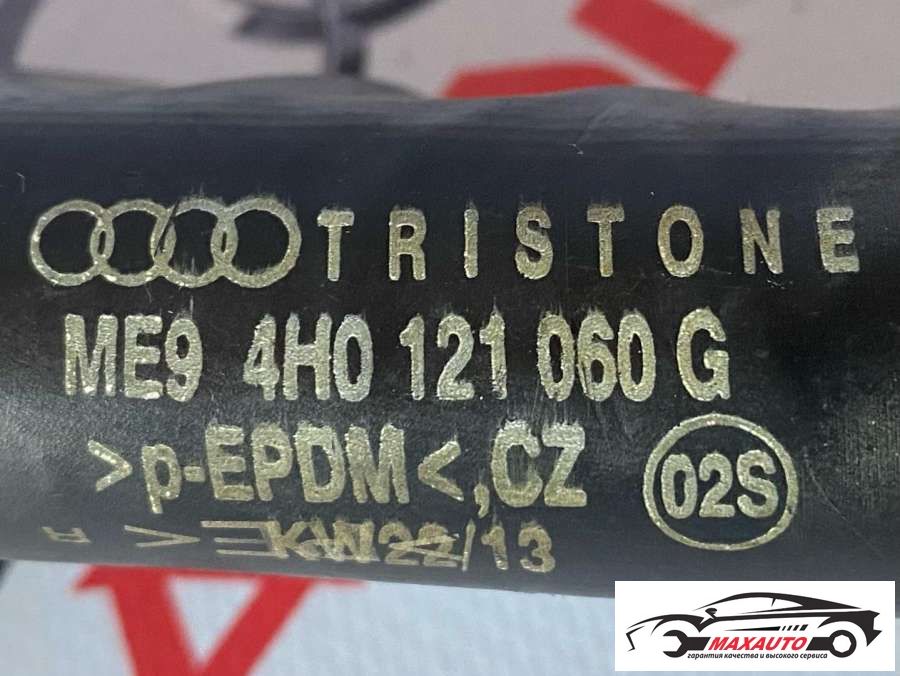 TRISTONE
ME9 4H0 121 060 G
>p-EPDM<,CZ
02S
KW22/13
MAXAUTO
гарантия качества и высокого сервиса